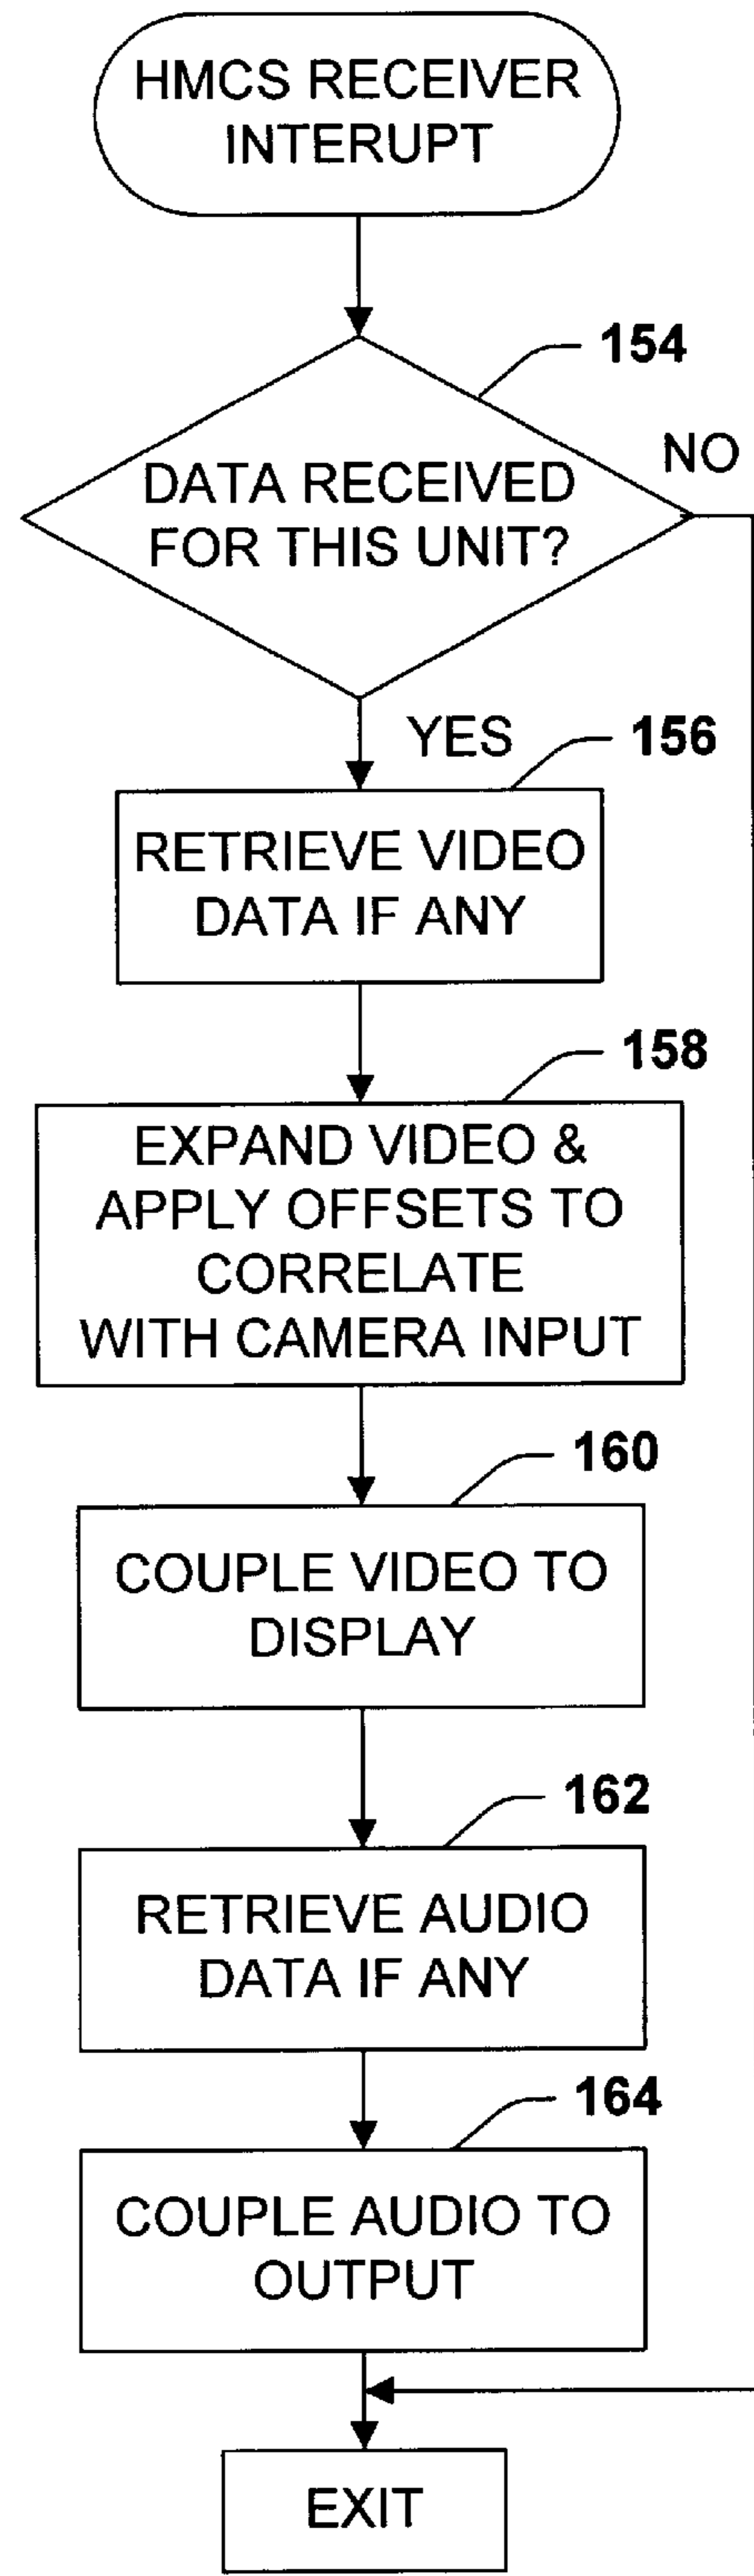 HMCS RECEIVER
INTERUPT
154
NO
DATA RECEIVED
FOR THIS UNIT?
YES
156
RETRIEVE VIDEO
DATA IF ANY
158
EXPAND VIDEO &
APPLY OFFSETS TO
CORRELATE
WITH CAMERA INPUT
160
COUPLE VIDEO TO
DISPLAY
162
RETRIEVE AUDIO
DATA IF ANY
164
COUPLE AUDIO TO
OUTPUT
EXIT